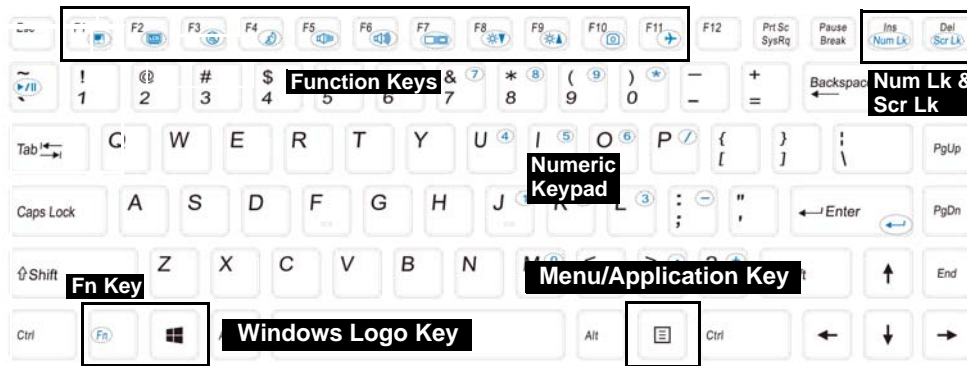 F2 F3 F4 F5 F6 F7 F8 F9 F10 F11 F12 Prt Sc Pause Ins Del
SysRq Break Num Lk Scr Lk
Function Keys
~ ! @ # $ & 7 * 8 ( 9 ) * — +
` 1 2 3 4 5 6 7 8 9 0 – = Backspac
Num Lk &
Scr Lk
Tab Q W E R T Y U 4 I 5 O 6 P / { } ¦ PgUp
[ ] \
Numeric
Keypad
Caps Lock A S D F G H J K L 3 : – " Enter PgDn
; '
Shift Z X C V B N M End
Fn Key
Menu/Application Key
Ctrl Fn Alt Ctrl
Windows Logo Key